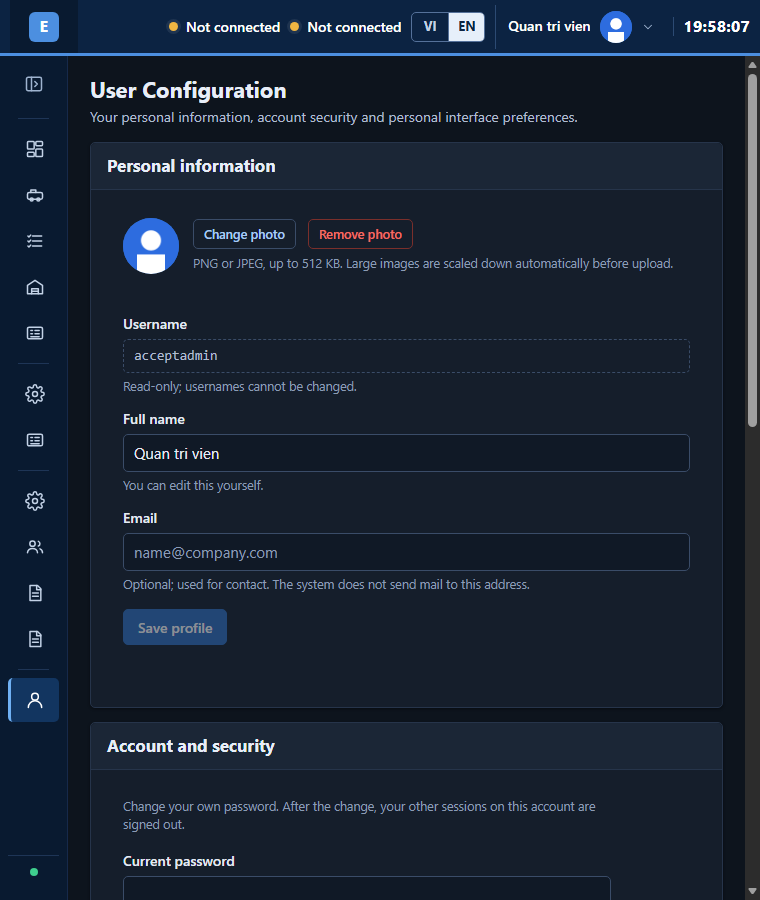 E
Not connected
Not connected
VI
EN
Quan tri vien
19:58:07
User Configuration
Your personal information, account security and personal interface preferences.
Personal information
Change photo
Remove photo
PNG or JPEG, up to 512 KB. Large images are scaled down automatically before upload.
Username
acceptadmin
Read-only; usernames cannot be changed.
Full name
Quan tri vien
You can edit this yourself.
Email
name@company.com
Optional; used for contact. The system does not send mail to this address.
Save profile
Account and security
Change your own password. After the change, your other sessions on this account are
signed out.
Current password